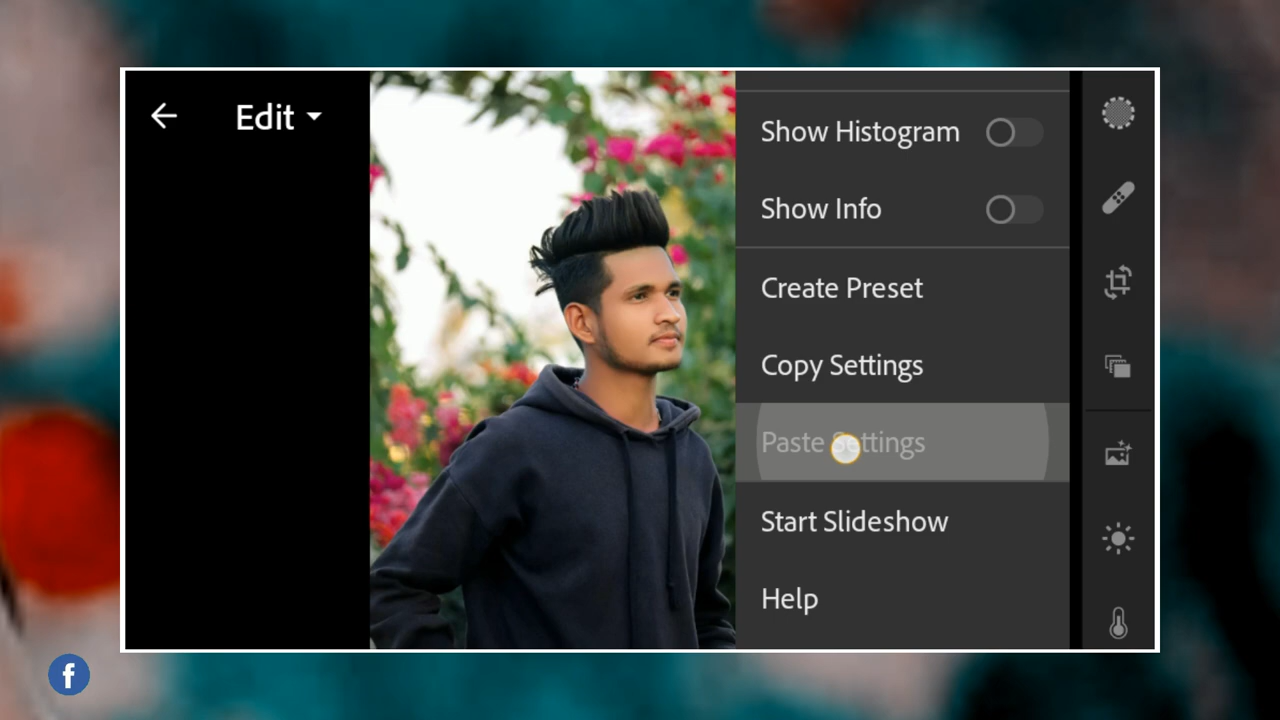 Edit
Show Histogram
Show Info
Create Preset
Copy Settings
Paste Settings
Start Slideshow
Help
f